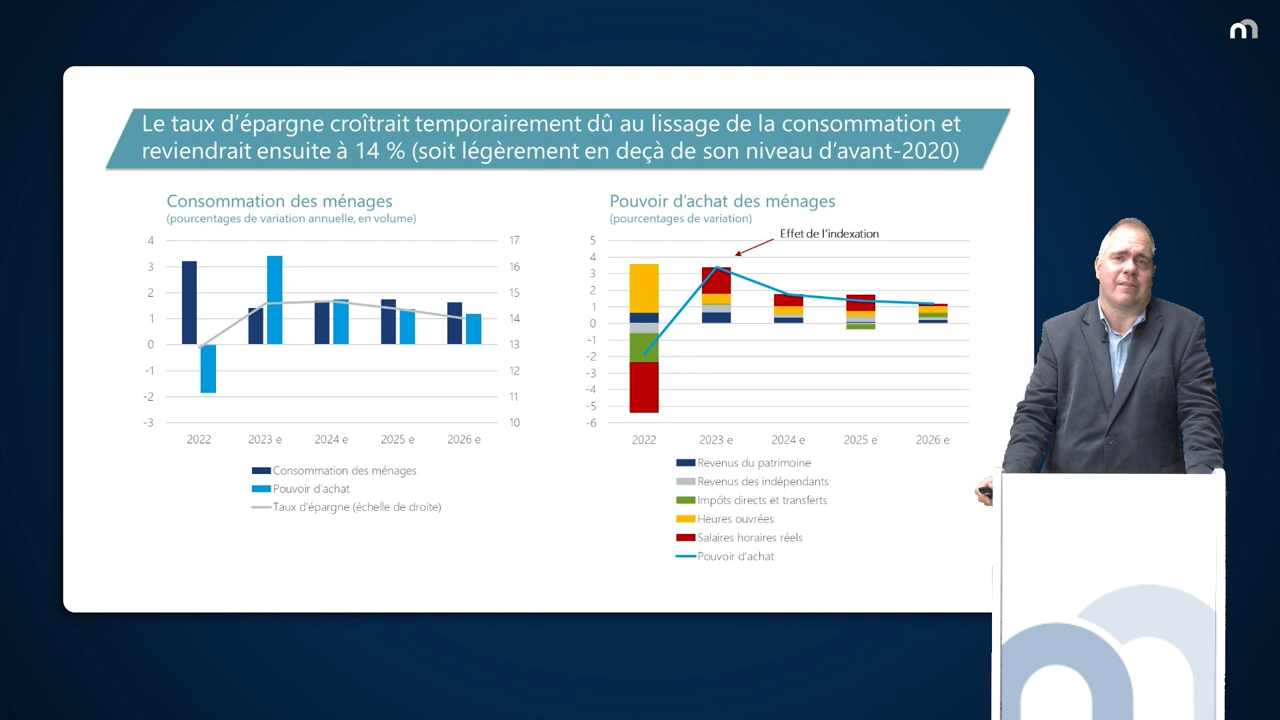 Le taux d'épargne croîtrait temporairement dû au lissage de la consommation et
reviendrait ensuite à 14 % (soit légèrement en deçà de son niveau d'avant-2020)
Consommation des ménages
(pourcentages de variation annuelle, en volume)
4
3
2
1
0
-1
-2
-3
17
16
15
14
13
12
11
10
2022
2023 e
2024 e
2025 e
2026 e
Consommation des ménages
Pouvoir d'achat
Taux d'épargne (échelle de droite)
Pouvoir d'achat des ménages
(pourcentages de variation)
Effet de l'indexation
5
4
3
2
1
0
-1
-2
-3
-4
-5
-6
2022
2023 e
2024 e
2025 e
2026 e
Revenus du patrimoine
Revenus des indépendants
Impôts directs et transferts
Heures ouvrées
Salaires horaires réels
Pouvoir d'achat